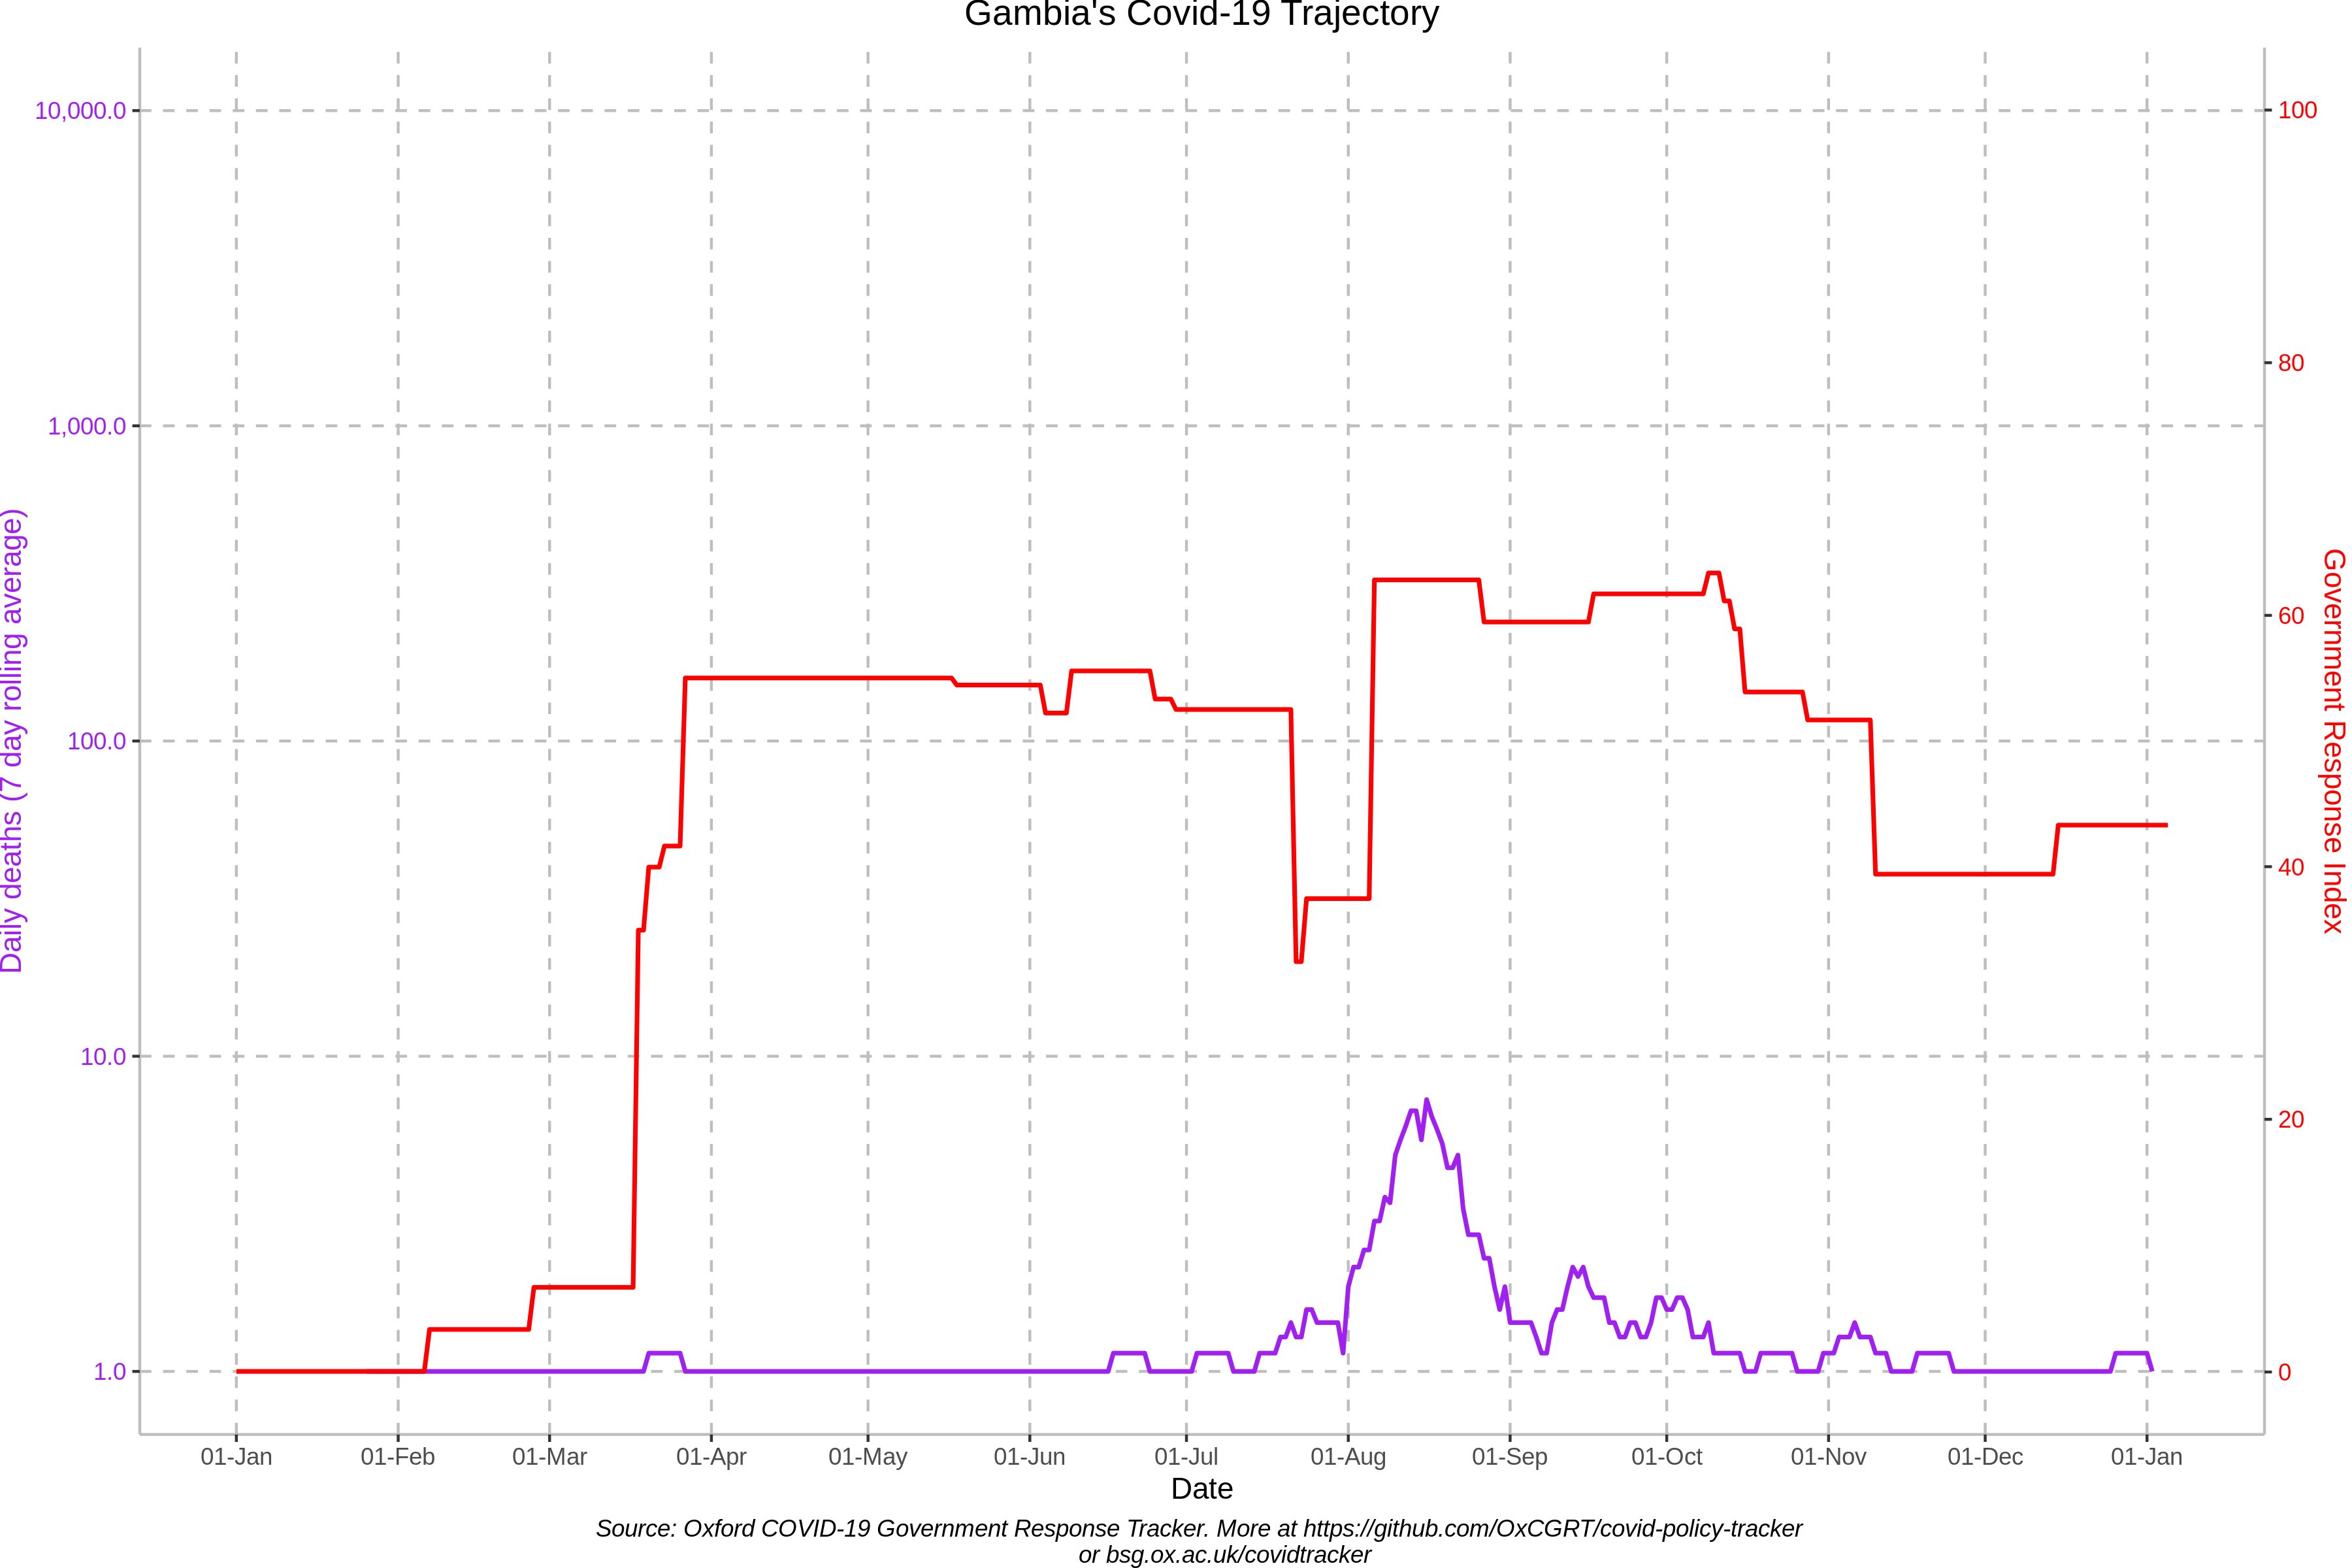 Gambia's Covid-19 Trajectory
10,000.0
1,000.0
100.0
10.0
1.0
Daily deaths (7 day rolling average)
100
80
60
40
20
0
Government Response Index
01-Jan 01-Feb 01-Mar 01-Apr 01-May 01-Jun 01-Jul 01-Aug 01-Sep 01-Oct 01-Nov 01-Dec 01-Jan
Date
Source: Oxford COVID-19 Government Response Tracker. More at https://github.com/OxCGRT/covid-policy-tracker
or bsg.ox.ac.uk/covidtracker